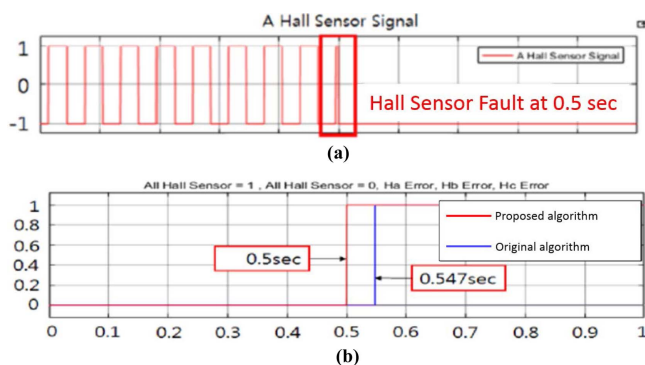 A Hall Sensor Signal
(a)
1
0
-1
A Hall Sensor Signal
Hall Sensor Fault at 0.5 sec
(a)
All Hall Sensor = 1 , All Hall Sensor = 0, Ha Error, Hb Error, Hc Error
1
0.8
0.6
0.4
0.2
0
Proposed algorithm
Original algorithm
0.5sec
0.547sec
0 0.1 0.2 0.3 0.4 0.5 0.6 0.7 0.8 0.9 1
(b)